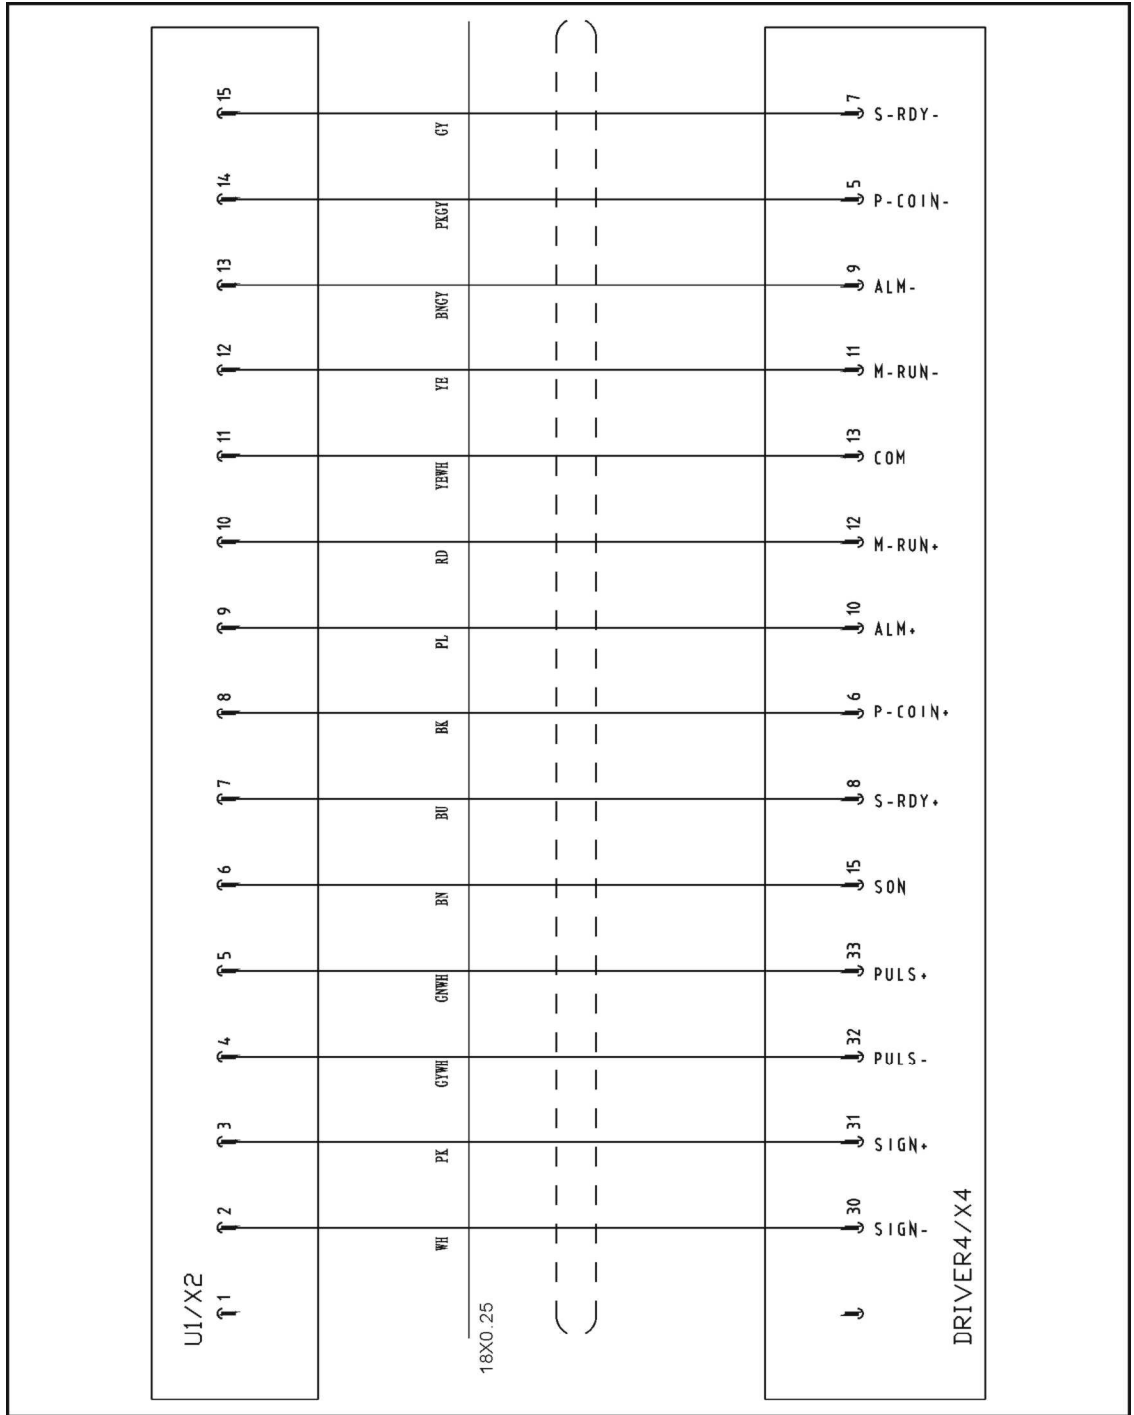 15 GY 7 S-RDY-
14 PKGY 5 P-COIN-
13 BNGY 9 ALM-
12 YE 11 M-RUN-
11 YEWH 13 COM
10 RD 12 M-RUN+
9 PL 10 ALM+
8 BK 6 P-COIN+
7 BU 8 S-RDY+
6 BN 15 SON
5 GNWH 33 PULS+
4 GYWH 32 PULS-
3 PK 31 SIGN+
2 WH 30 SIGN-
1
U1/X2
18X0.25
DRIVER4/X4